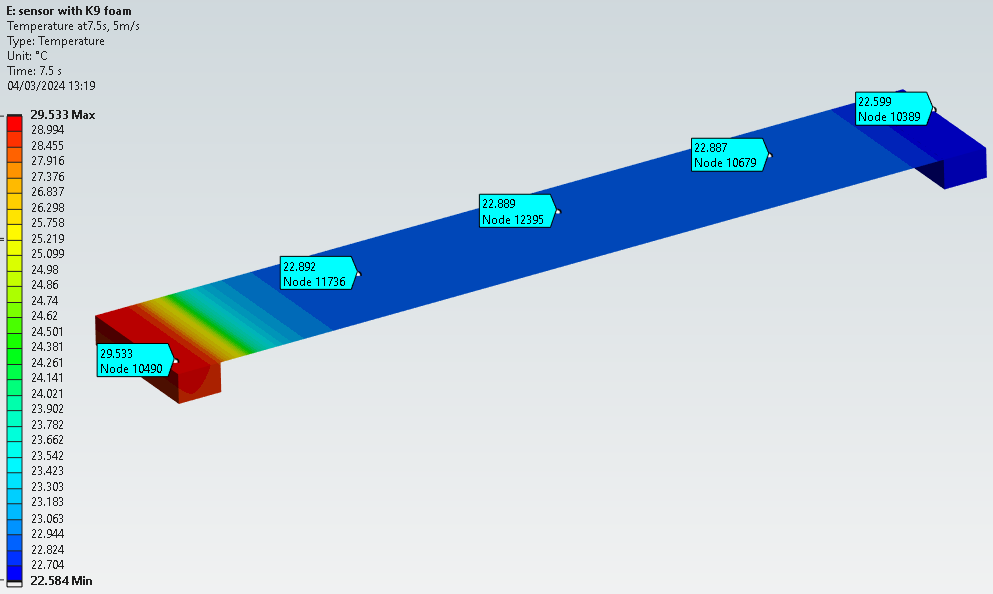 E: sensor with K9 foam
Temperature at7.5s, 5m/s
Type: Temperature
Unit: °C
Time: 7.5 s
04/03/2024 13:19
29.533 Max
28.994
28.455
27.916
27.376
26.837
26.298
25.758
25.219
25.099
24.98
24.86
24.74
24.62
24.501
24.381
24.261
24.141
24.021
23.902
23.782
23.662
23.542
23.423
23.303
23.183
23.063
22.944
22.824
22.704
22.584 Min
22.599
Node 10389
22.887
Node 10679
22.889
Node 12395
22.892
Node 11736
29.533
Node 10490